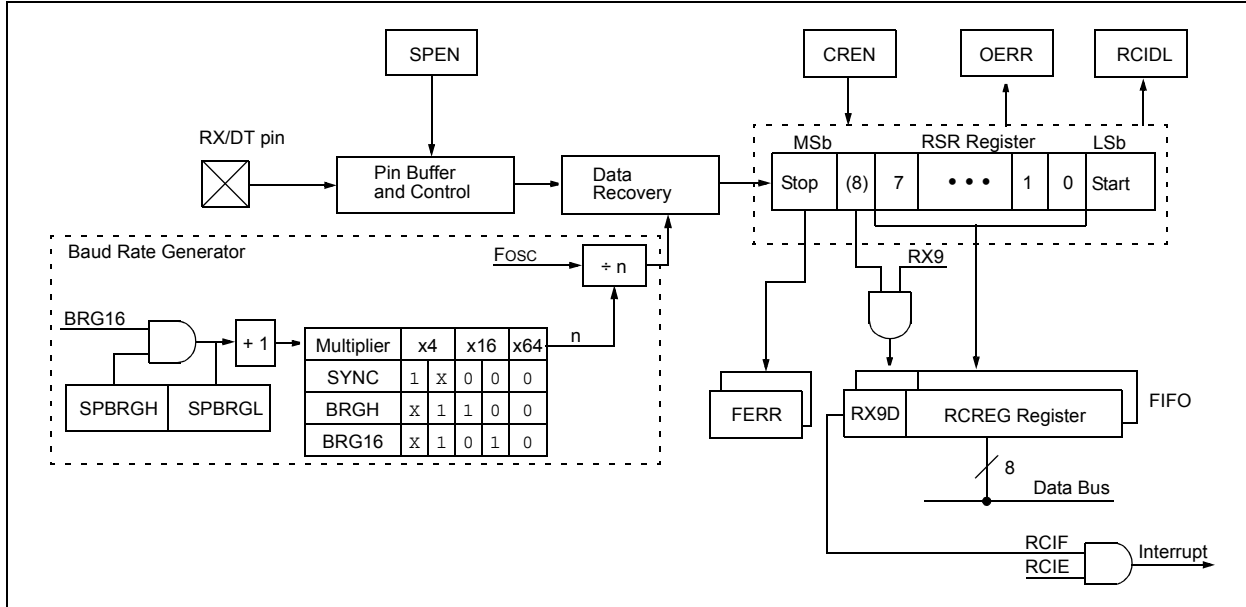 SPEN
CREN
OERR
RCIDL
RX/DT pin
Pin Buffer
and Control
Data
Recovery
MSb RSR Register LSb
Stop (8) 7 • • • 1 0 Start
Baud Rate Generator
FOSC
÷ n
RX9
BRG16
+ 1
n
SPBRGH SPBRGL
Multiplier x4 x16 x64
SYNC 1 X 0 0 0
BRGH X 1 1 0 0
BRG16 X 1 0 1 0
FERR
RX9D RCREG Register
FIFO
8
Data Bus
RCIF
RCIE
Interrupt